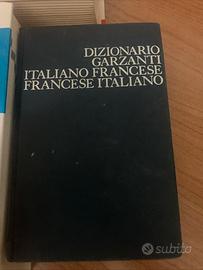 DIZIONARIO
GARZANTI
ITALIANO FRANCESE
FRANCESE ITALIANO
subito